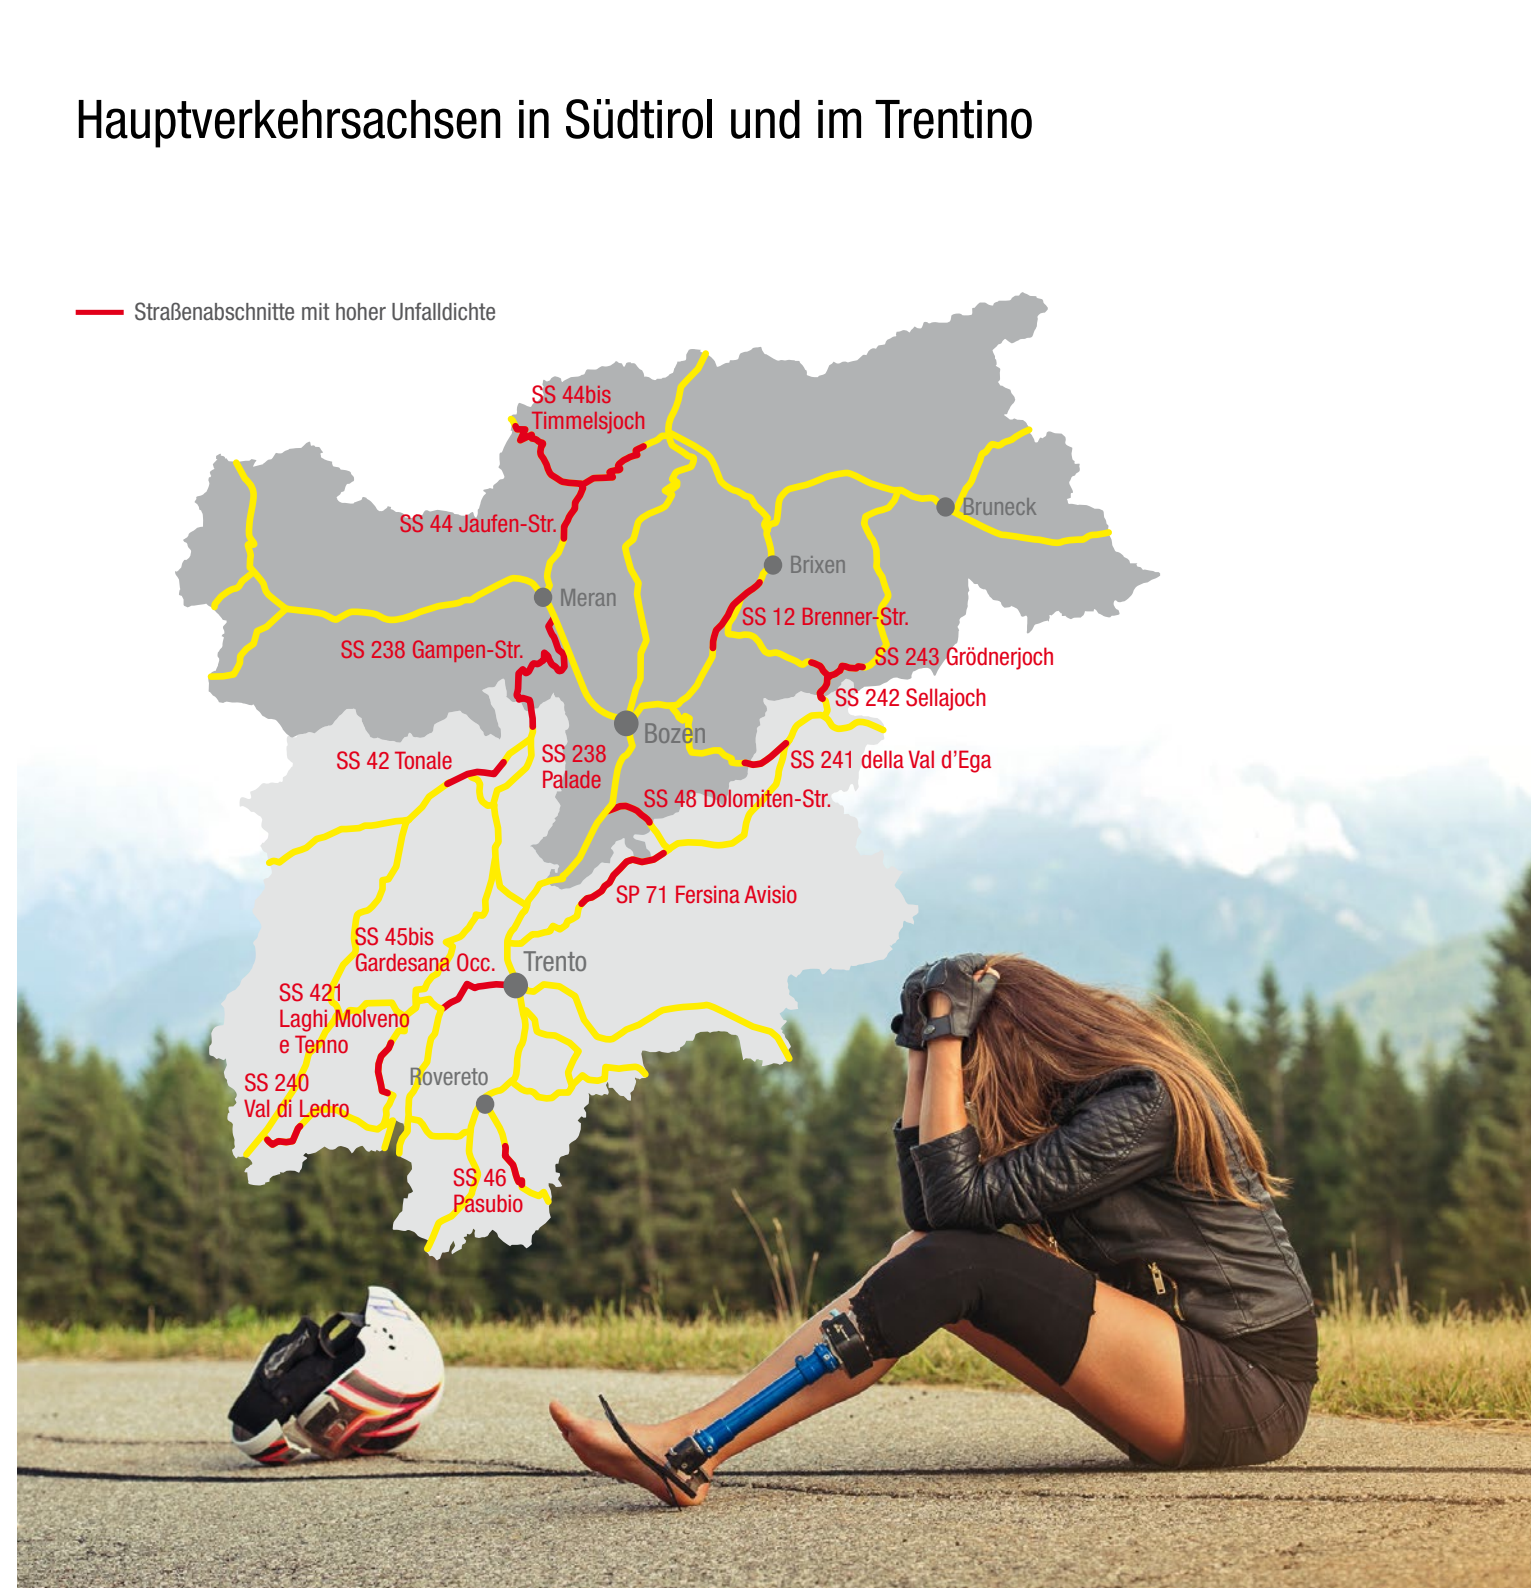 Hauptverkehrsachsen in Südtirol und im Trentino
Straßenabschnitte mit hoher Unfalldichte
SS 44bis
Timmelsjoch
SS 44 Jaufen-Str.
Bruneck
Brixen
Meran
SS 12 Brenner-Str.
SS 238 Gampen-Str.
SS 243 Grödnerjoch
SS 242 Sellajoch
Bozen
SS 42 Tonale
SS 238
Palade
SS 241 della Val d'Ega
SS 48 Dolomiten-Str.
SP 71 Fersina Avisio
SS 45bis
Gardesana Occ.
Trento
SS 421
Laghi Molveno
e Tenno
Rovereto
SS 240
Val di Ledro
SS 46
Pasubio